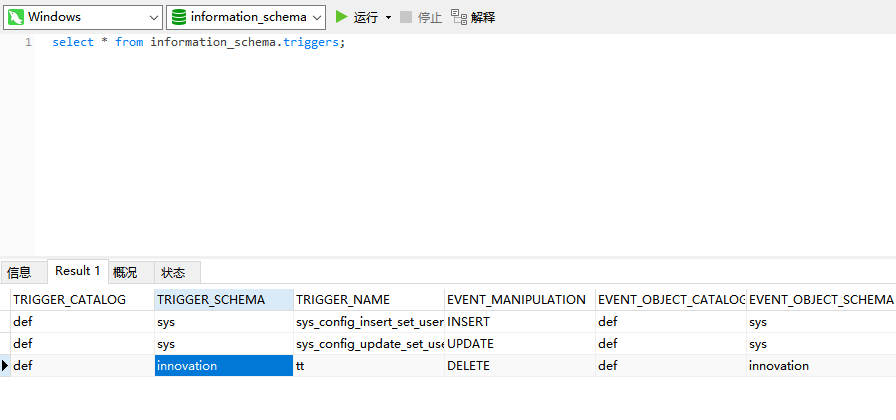 Windows information_schema 运行 停止 解释
1 select * from information_schema.triggers;
信息 Result 1 概况 状态
TRIGGER_CATALOG TRIGGER_SCHEMA TRIGGER_NAME EVENT_MANIPULATION EVENT_OBJECT_CATALOG EVENT_OBJECT_SCHEMA
def sys sys_config_insert_set_user INSERT def sys
def sys sys_config_update_set_use UPDATE def sys
def innovation tt DELETE def innovation